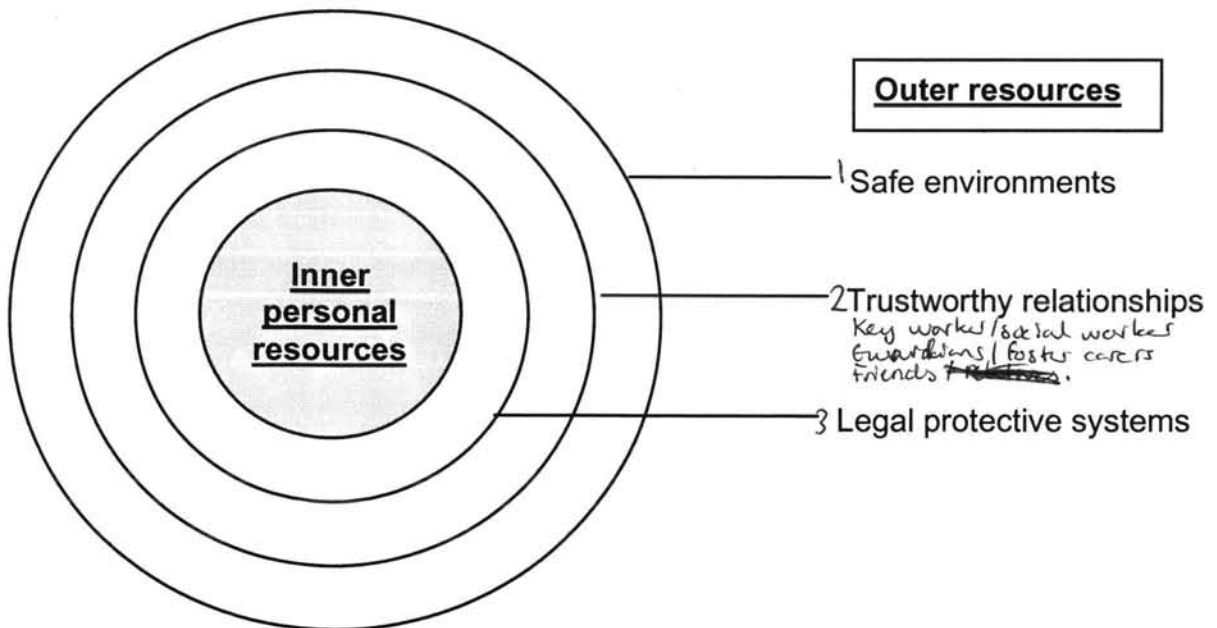 Outer resources
1 Safe environments
Inner
personal
resources
2 Trustworthy relationships
Key worker/social worker
Guardians/foster carers
Friends
3 Legal protective systems